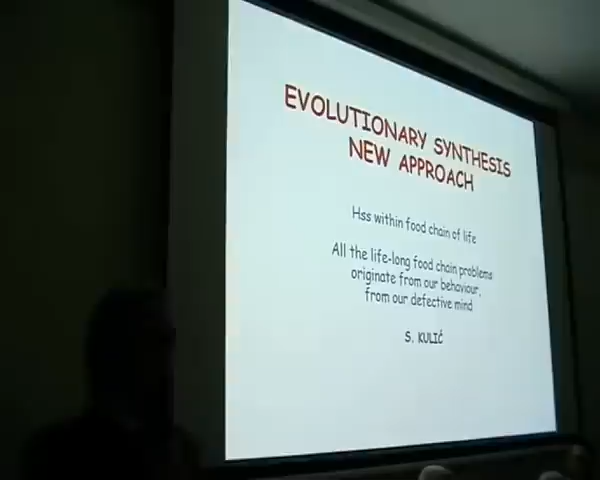 EVOLUTIONARY SYNTHESIS
NEW APPROACH
Hss within food chain of life
All the life-long food chain problems
originate from our behaviour,
from our defective mind
S. KULIĆ